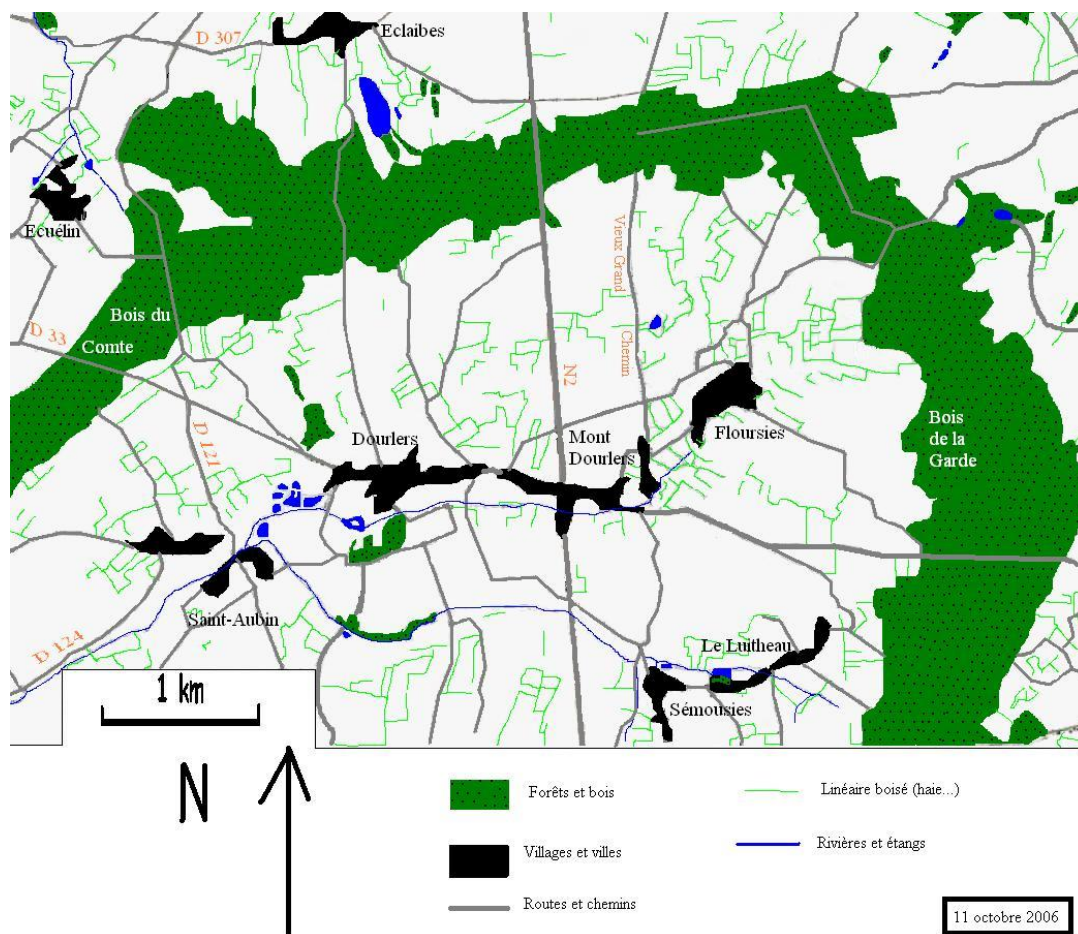 D 307
Eclaibes
Ecuélin
Vieux Grand
Chemin
Bois du
Comte
D 33
N2
D 121
Dourlers
Mont
Dourlers
Floursies
Bois
de la
Garde
Saint-Aubin
D 124
Le Luitheau
Sémousies
1 km
N
Forêts et bois
Linéaire boisé (haie...)
Villages et villes
Rivières et étangs
Routes et chemins
11 octobre 2006